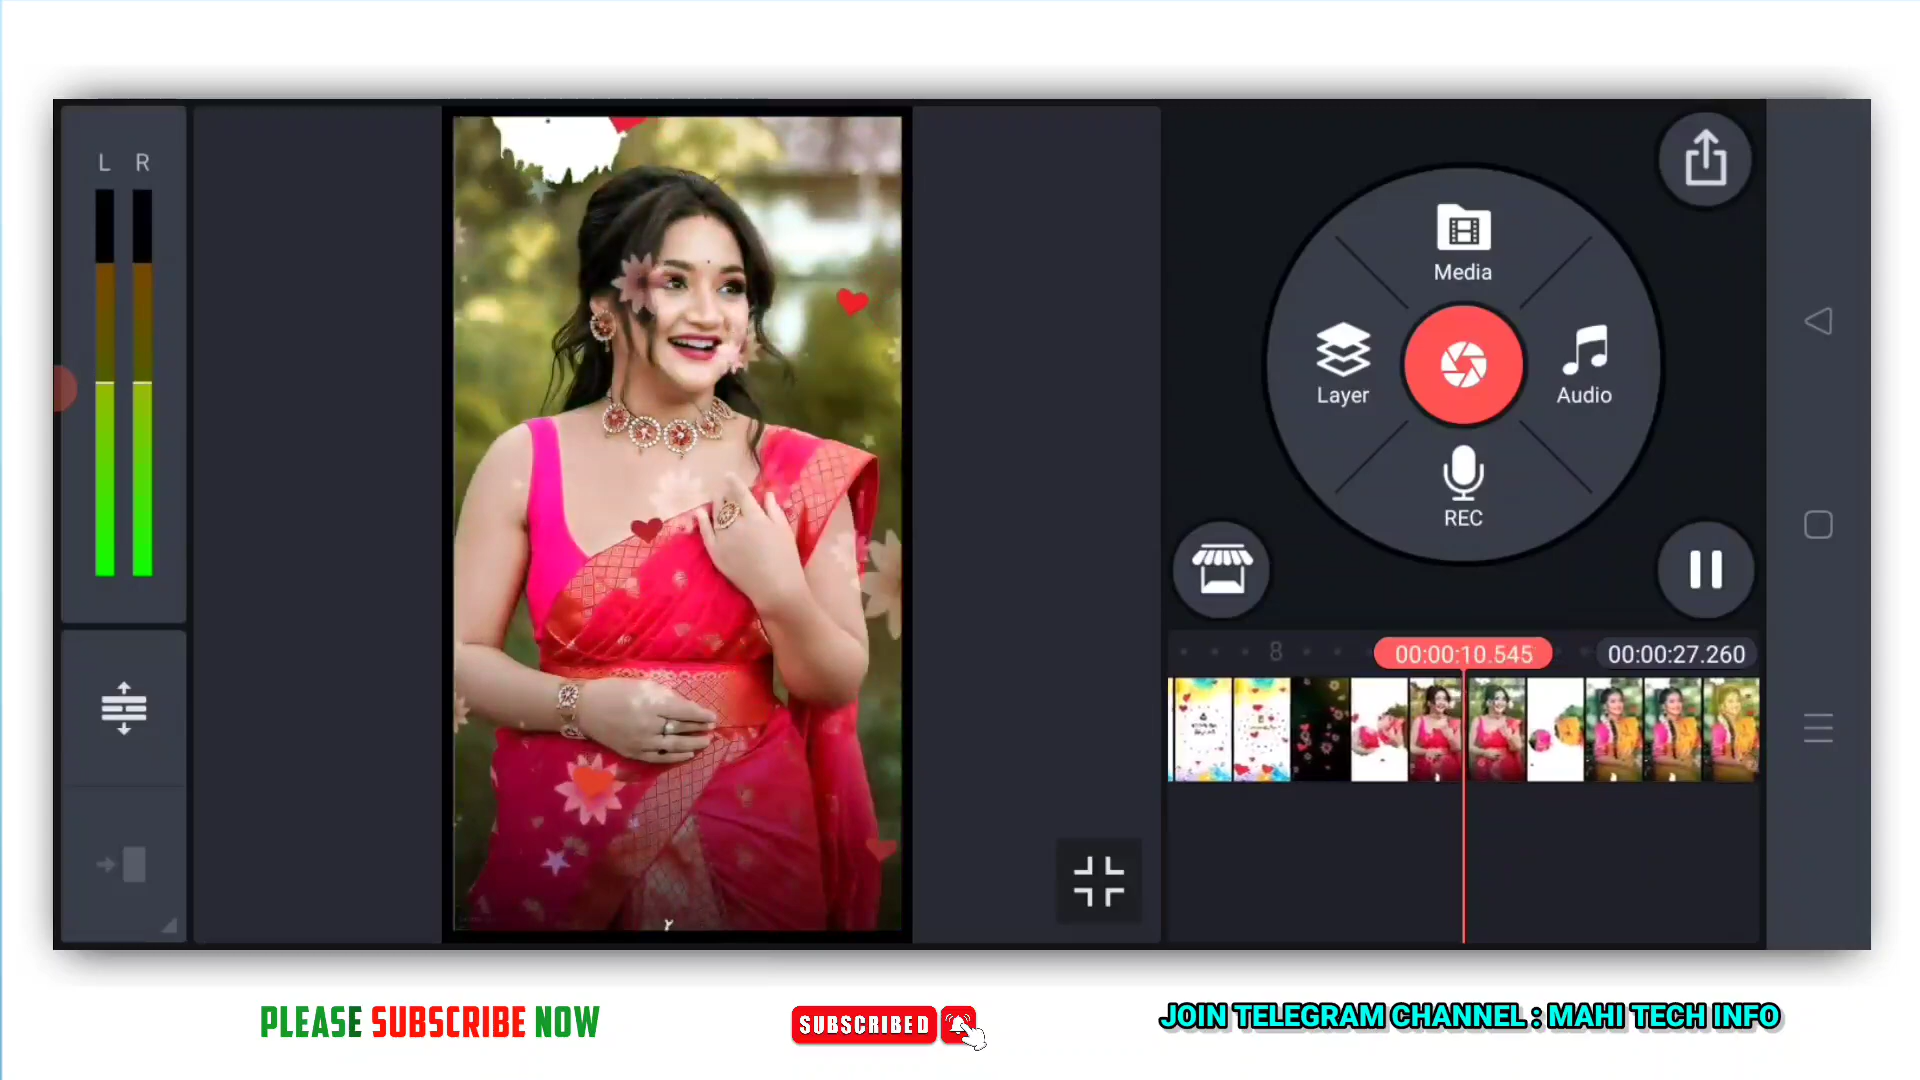 L R
Media
Layer
Audio
REC
8
00:00:10.545
00:00:27.260
PLEASE SUBSCRIBE NOW
SUBSCRIBED
JOIN TELEGRAM CHANNEL : MAHI TECH INFO